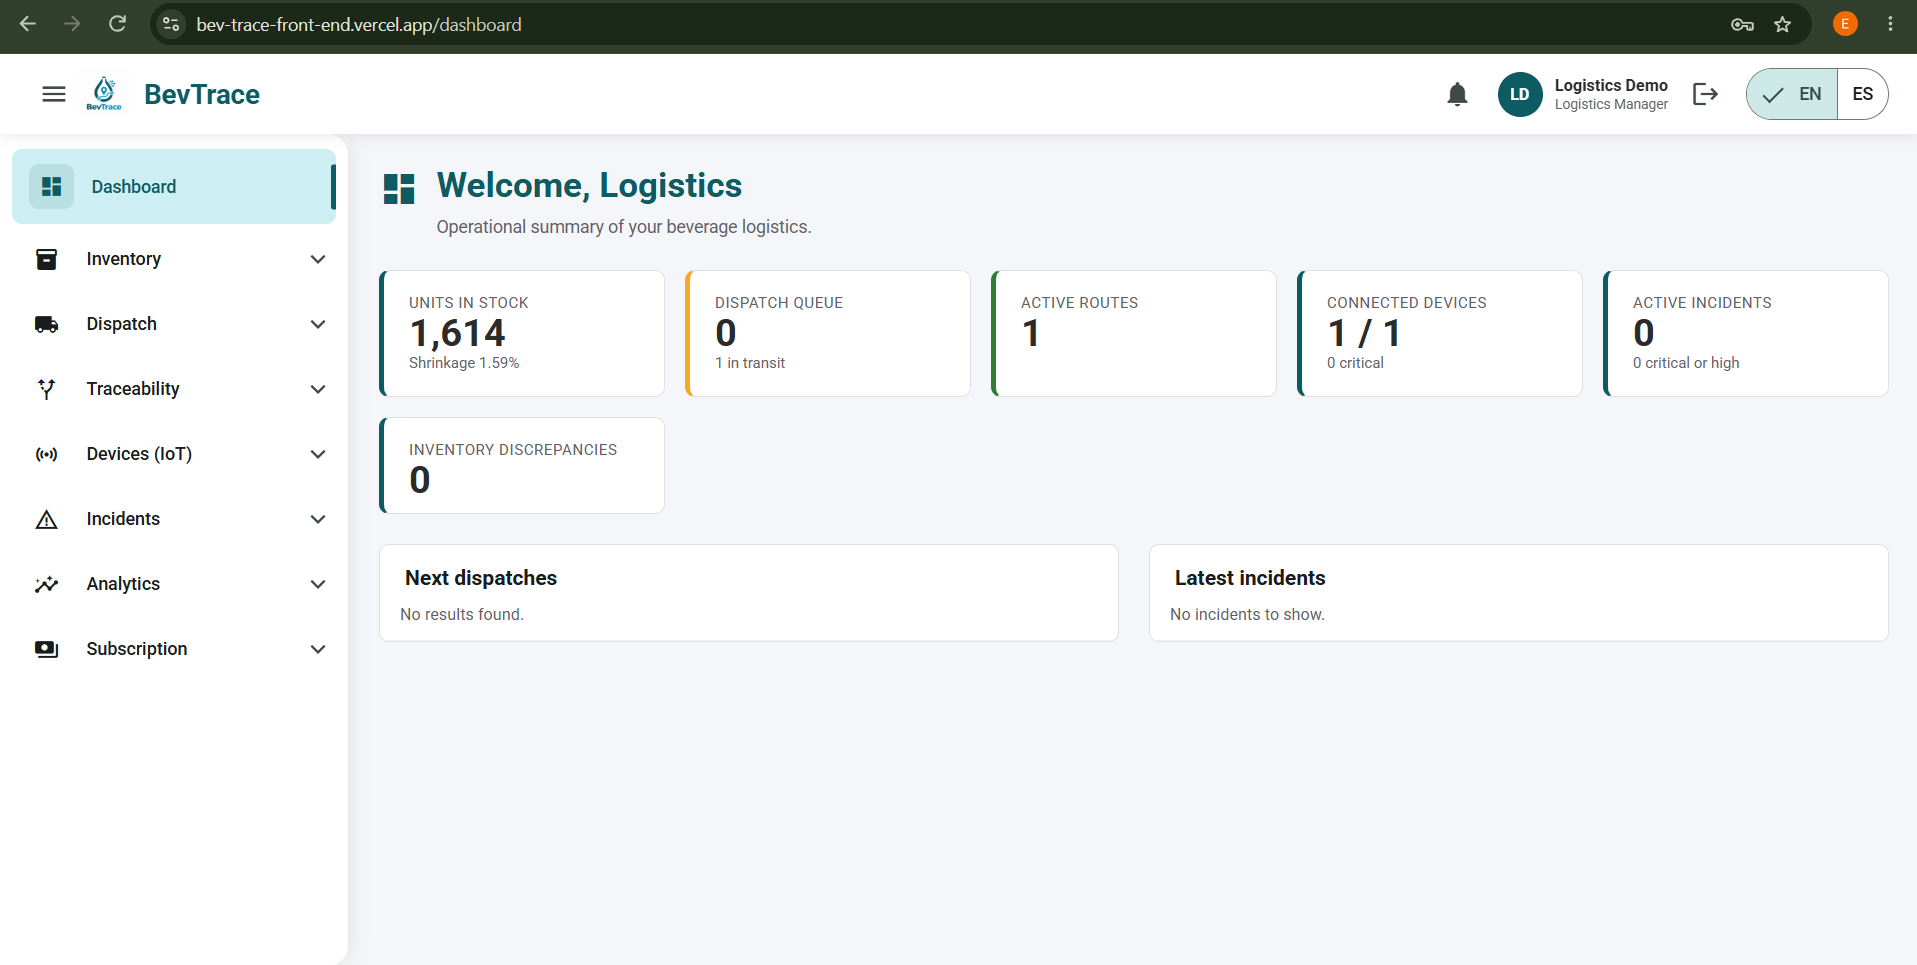 bev-trace-front-end.vercel.app/dashboard
E
BevTrace
BevTrace
LD
Logistics Demo
Logistics Manager
EN
ES
Dashboard
Inventory
Dispatch
Traceability
Devices (IoT)
Incidents
Analytics
Subscription
Welcome, Logistics
Operational summary of your beverage logistics.
UNITS IN STOCK
1,614
Shrinkage 1.59%
DISPATCH QUEUE
0
1 in transit
ACTIVE ROUTES
1
CONNECTED DEVICES
1 / 1
0 critical
ACTIVE INCIDENTS
0
0 critical or high
INVENTORY DISCREPANCIES
0
Next dispatches
No results found.
Latest incidents
No incidents to show.